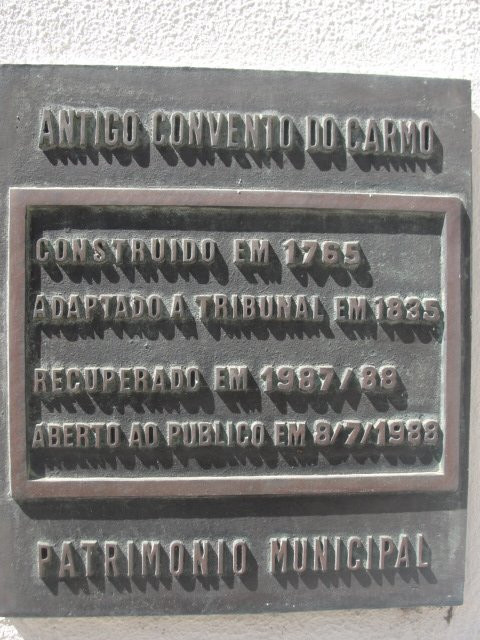 ANTIGO CONVENTO DO CARMO
CONSTRUIDO EM 1765
ADAPTADO A TRIBUNAL EM 1835
RECUPERADO EM 1987/88
ABERTO AO PUBLICO EM 8/7/1988
PATRIMONIO MUNICIPAL